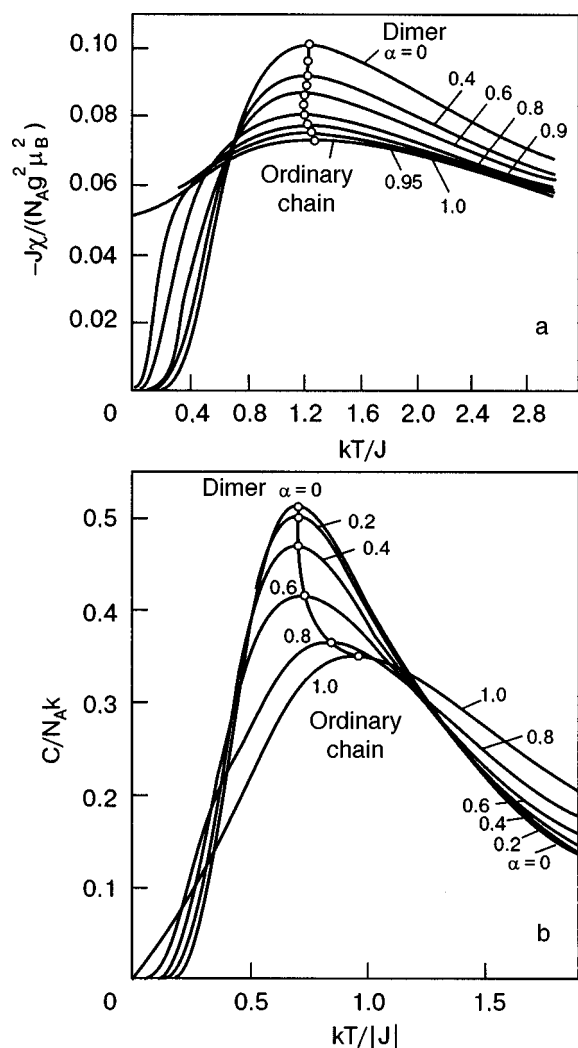 Dimer
α = 0
0.4
0.6
0.8
0.9
Ordinary
chain
0.95
1.0
a
0.10
0.08
0.06
0.04
0.02
0
−Jχ/(N_A g² μ_B²)
0.4 0.8 1.2 1.6 2.0 2.4 2.8
kT/J
Dimer α = 0
0.2
0.4
0.6
0.8
1.0
Ordinary
chain
1.0
0.8
0.6
0.4
0.2
α = 0
b
0.5
0.4
0.3
0.2
0.1
0
C/N_A k
0.5 1.0 1.5
kT/|J|